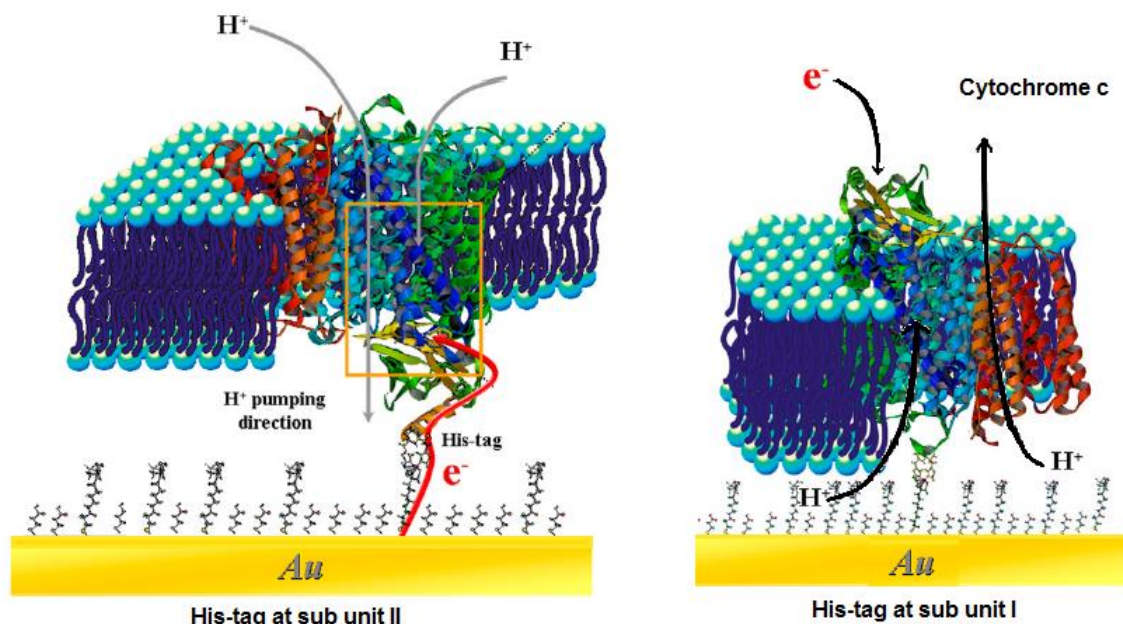 H⁺
H⁺
H⁺ pumping
direction
His-tag
e⁻
Au
His-tag at sub unit II
e⁻
Cytochrome c
H⁺
H⁺
Au
His-tag at sub unit I